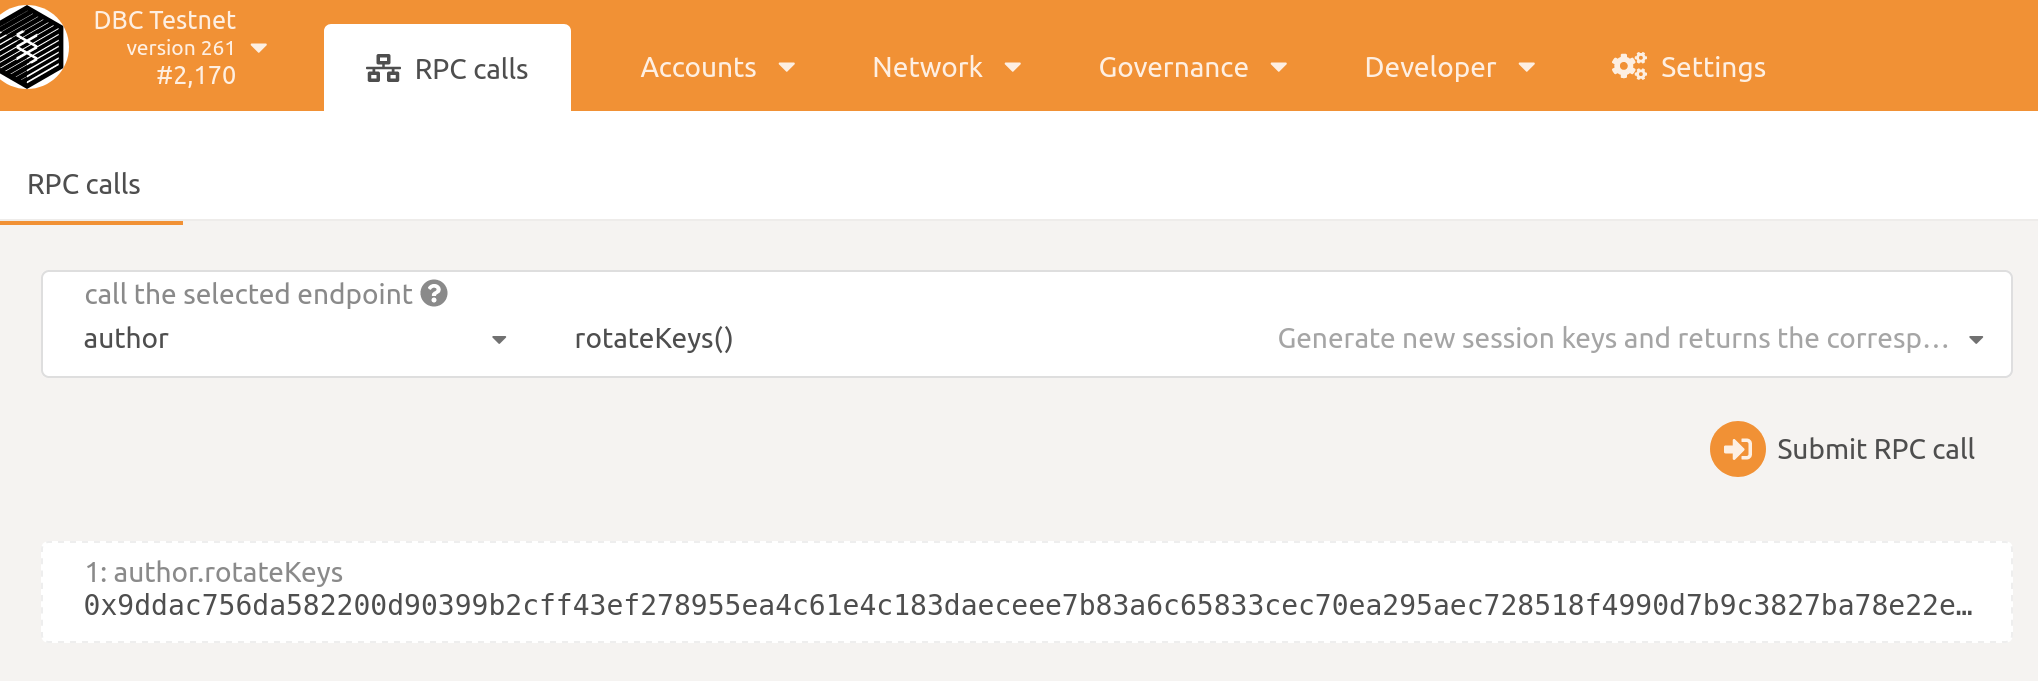 DBC Testnet
version 261
#2,170
RPC calls
Accounts
Network
Governance
Developer
Settings
RPC calls
call the selected endpoint ?
author
rotateKeys()
Generate new session keys and returns the corresp...
Submit RPC call
1: author.rotateKeys
0x9ddac756da582200d90399b2cff43ef278955ea4c61e4c183daeceee7b83a6c65833cec70ea295aec728518f4990d7b9c3827ba78e22e…